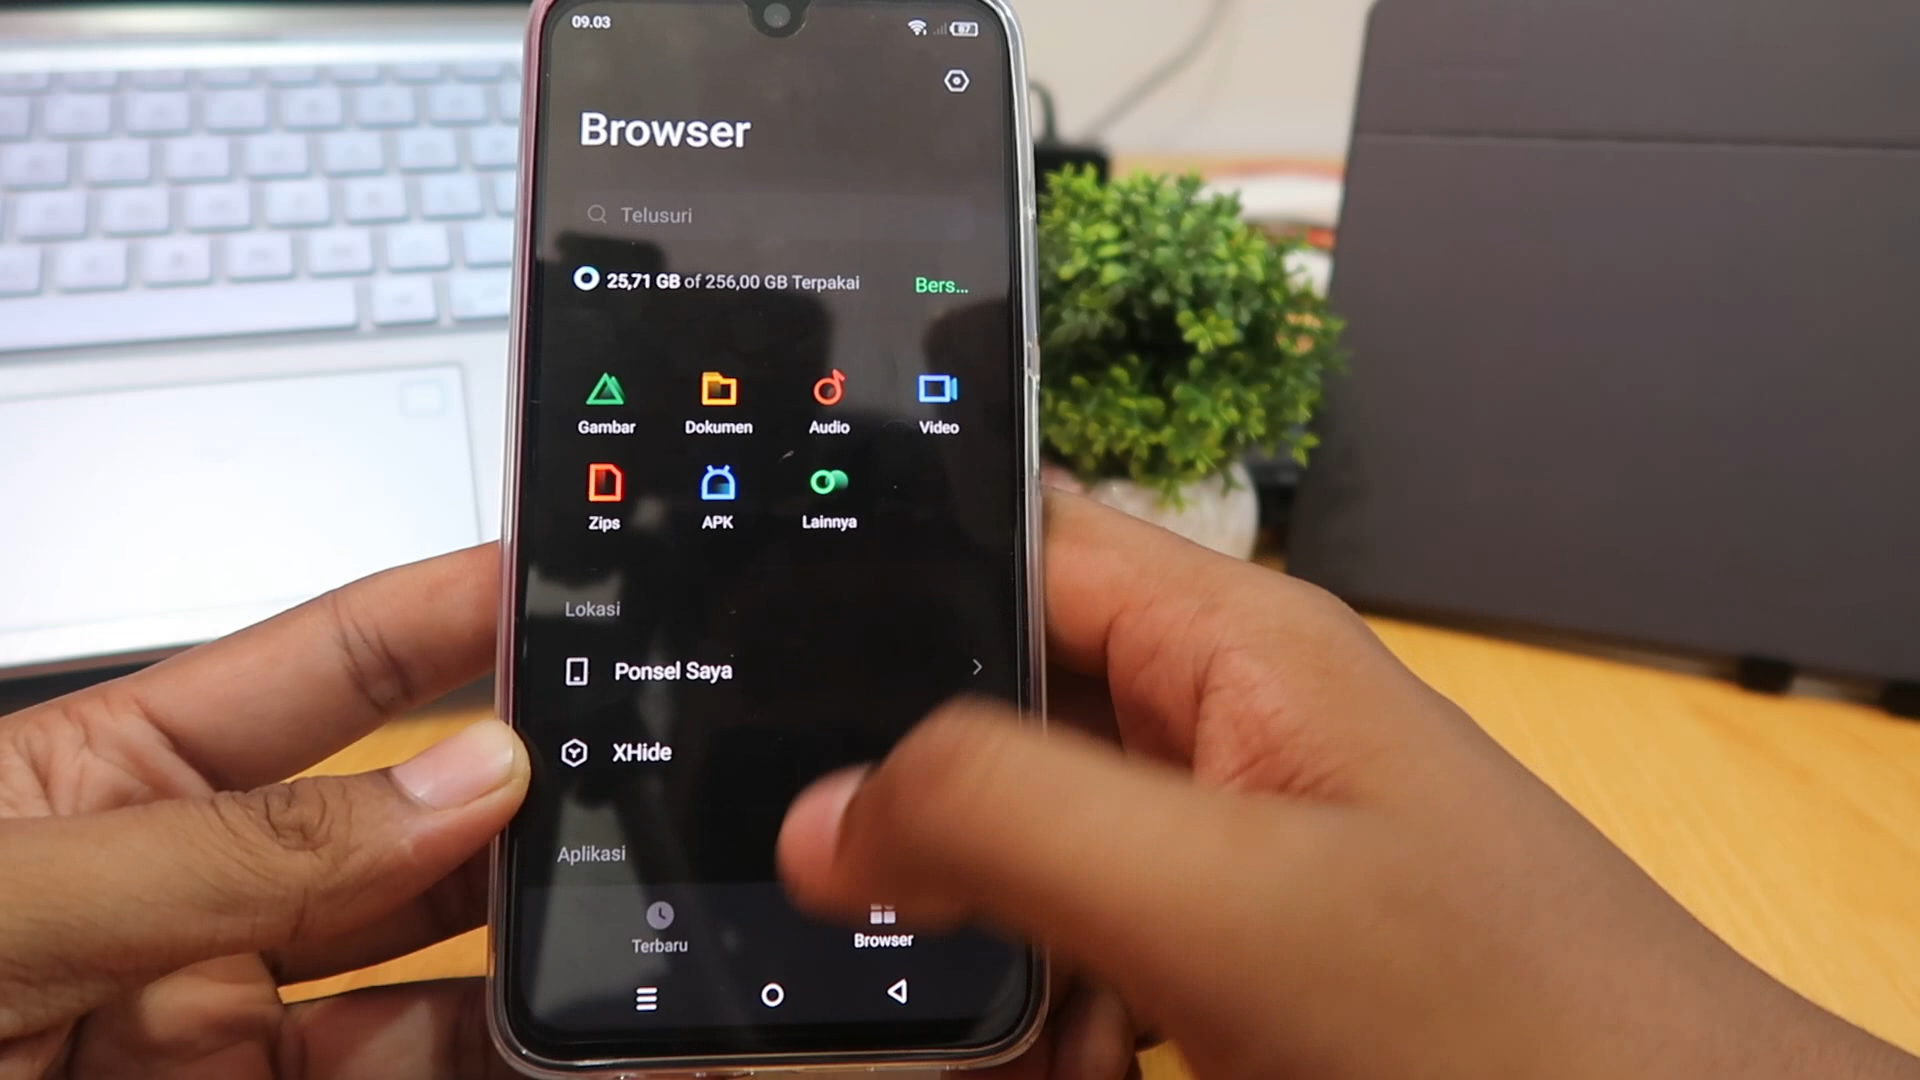 09.03
87
Browser
Telusuri
25,71 GB of 256,00 GB Terpakai
Bers...
Gambar
Dokumen
Audio
Video
Zips
APK
Lainnya
Lokasi
Ponsel Saya
XHide
Aplikasi
Terbaru
Browser